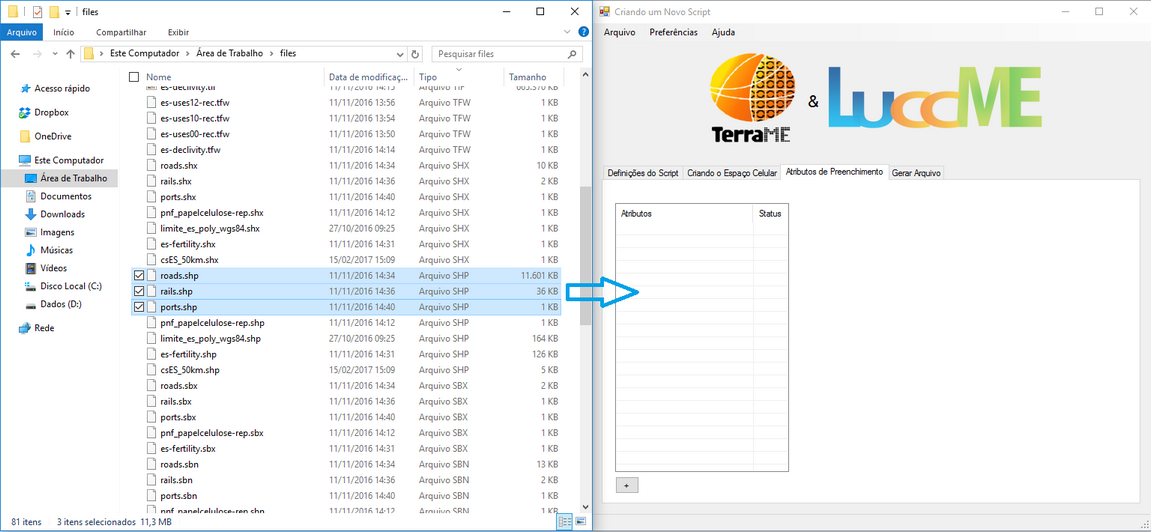 files
Arquivo Início Compartilhar Exibir
Este Computador Área de Trabalho files Pesquisar files
Nome Data de modificaç... Tipo Tamanho
Acesso rápido
Dropbox
OneDrive
Este Computador
Área de Trabalho
Documentos
Downloads
Imagens
Músicas
Vídeos
Disco Local (C:)
Dados (D:)
Rede
es-declivity.tif 11/11/2016 14:15 Arquivo TIF 665.370 KB
es-uses12-rec.tfw 11/11/2016 13:56 Arquivo TFW 1 KB
es-uses10-rec.tfw 11/11/2016 13:54 Arquivo TFW 1 KB
es-uses00-rec.tfw 11/11/2016 13:50 Arquivo TFW 1 KB
es-declivity.tfw 11/11/2016 14:14 Arquivo TFW 1 KB
roads.shx 11/11/2016 14:34 Arquivo SHX 10 KB
rails.shx 11/11/2016 14:36 Arquivo SHX 2 KB
ports.shx 11/11/2016 14:40 Arquivo SHX 1 KB
pnf_papelcelulose-rep.shx 11/11/2016 14:12 Arquivo SHX 1 KB
limite_es_poly_wgs84.shx 27/10/2016 09:25 Arquivo SHX 1 KB
es-fertility.shx 11/11/2016 14:31 Arquivo SHX 1 KB
csES_50km.shx 15/02/2017 15:09 Arquivo SHX 1 KB
roads.shp 11/11/2016 14:34 Arquivo SHP 11.601 KB
rails.shp 11/11/2016 14:36 Arquivo SHP 36 KB
ports.shp 11/11/2016 14:40 Arquivo SHP 1 KB
pnf_papelcelulose-rep.shp 11/11/2016 14:12 Arquivo SHP 1 KB
limite_es_poly_wgs84.shp 27/10/2016 09:25 Arquivo SHP 164 KB
es-fertility.shp 11/11/2016 14:31 Arquivo SHP 126 KB
csES_50km.shp 15/02/2017 15:09 Arquivo SHP 5 KB
roads.sbx 11/11/2016 14:34 Arquivo SBX 2 KB
rails.sbx 11/11/2016 14:36 Arquivo SBX 1 KB
ports.sbx 11/11/2016 14:40 Arquivo SBX 1 KB
pnf_papelcelulose-rep.sbx 11/11/2016 14:12 Arquivo SBX 1 KB
es-fertility.sbx 11/11/2016 14:31 Arquivo SBX 1 KB
roads.sbn 11/11/2016 14:34 Arquivo SBN 13 KB
rails.sbn 11/11/2016 14:36 Arquivo SBN 2 KB
ports.sbn 11/11/2016 14:40 Arquivo SBN 1 KB
pnf_papelcelulose-rep.sbn 11/11/2016 14:12 Arquivo SBN 1 KB
81 itens 3 itens selecionados 11,3 MB
Criando um Novo Script
Arquivo Preferências Ajuda
TerraME & LuccME
Definições do Script Criando o Espaço Celular Atributos de Preenchimento Gerar Arquivo
Atributos Status
+